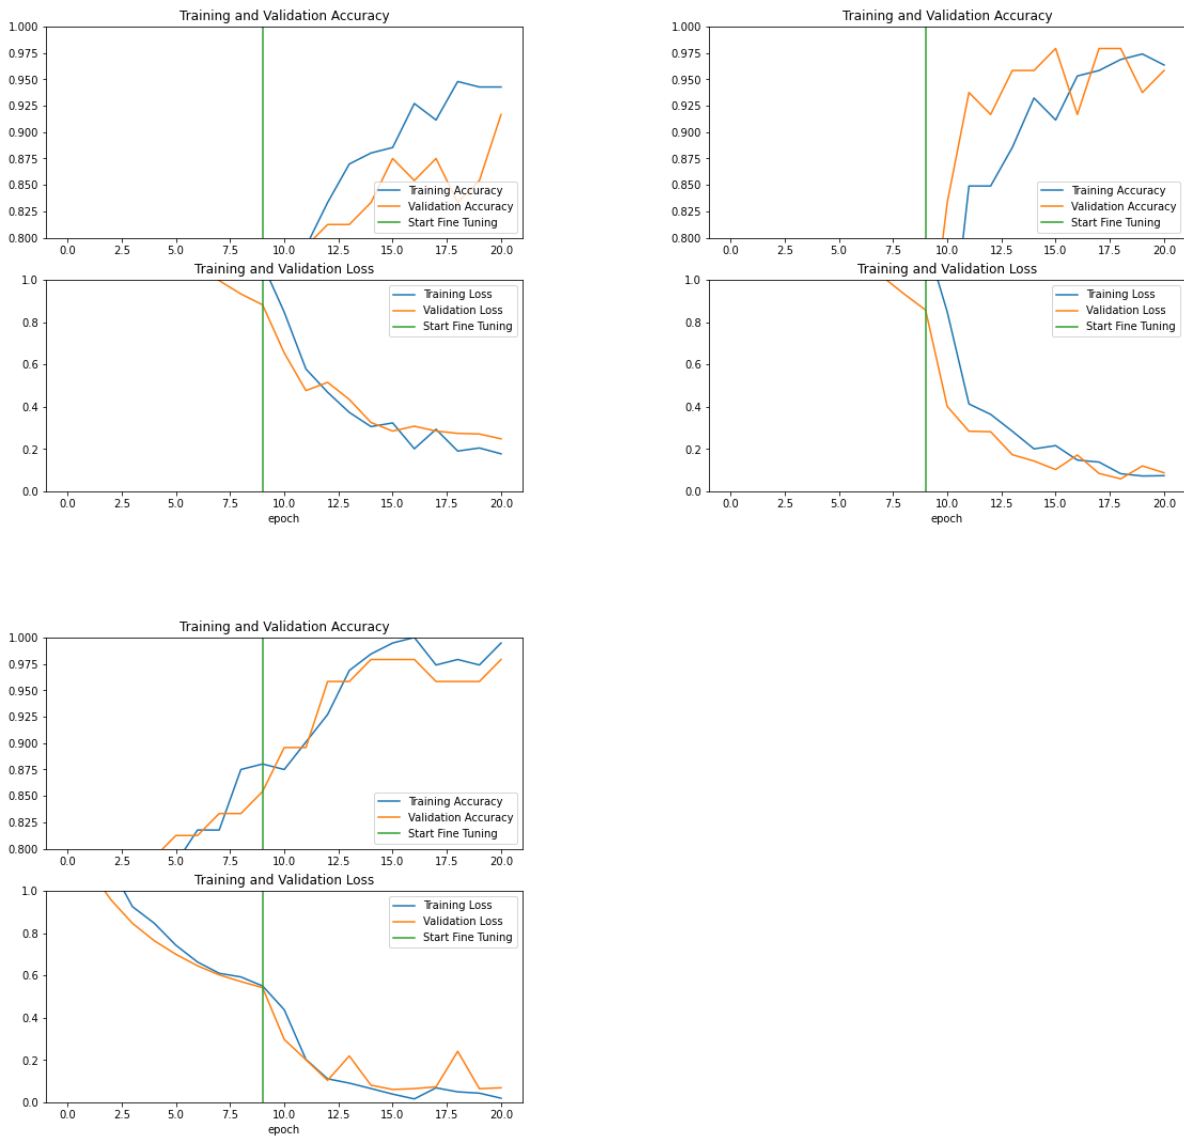 Training and Validation Accuracy
1.000
0.975
0.950
0.925
0.900
0.875
0.850
0.825
0.800
Training Accuracy
Validation Accuracy
Start Fine Tuning
0.0 2.5 5.0 7.5 10.0 12.5 15.0 17.5 20.0
Training and Validation Loss
1.0
0.8
0.6
0.4
0.2
0.0
Training Loss
Validation Loss
Start Fine Tuning
0.0 2.5 5.0 7.5 10.0 12.5 15.0 17.5 20.0
epoch
Training and Validation Accuracy
1.000
0.975
0.950
0.925
0.900
0.875
0.850
0.825
0.800
Training Accuracy
Validation Accuracy
Start Fine Tuning
0.0 2.5 5.0 7.5 10.0 12.5 15.0 17.5 20.0
Training and Validation Loss
1.0
0.8
0.6
0.4
0.2
0.0
Training Loss
Validation Loss
Start Fine Tuning
0.0 2.5 5.0 7.5 10.0 12.5 15.0 17.5 20.0
epoch
Training and Validation Accuracy
1.000
0.975
0.950
0.925
0.900
0.875
0.850
0.825
0.800
Training Accuracy
Validation Accuracy
Start Fine Tuning
0.0 2.5 5.0 7.5 10.0 12.5 15.0 17.5 20.0
Training and Validation Loss
1.0
0.8
0.6
0.4
0.2
0.0
Training Loss
Validation Loss
Start Fine Tuning
0.0 2.5 5.0 7.5 10.0 12.5 15.0 17.5 20.0
epoch